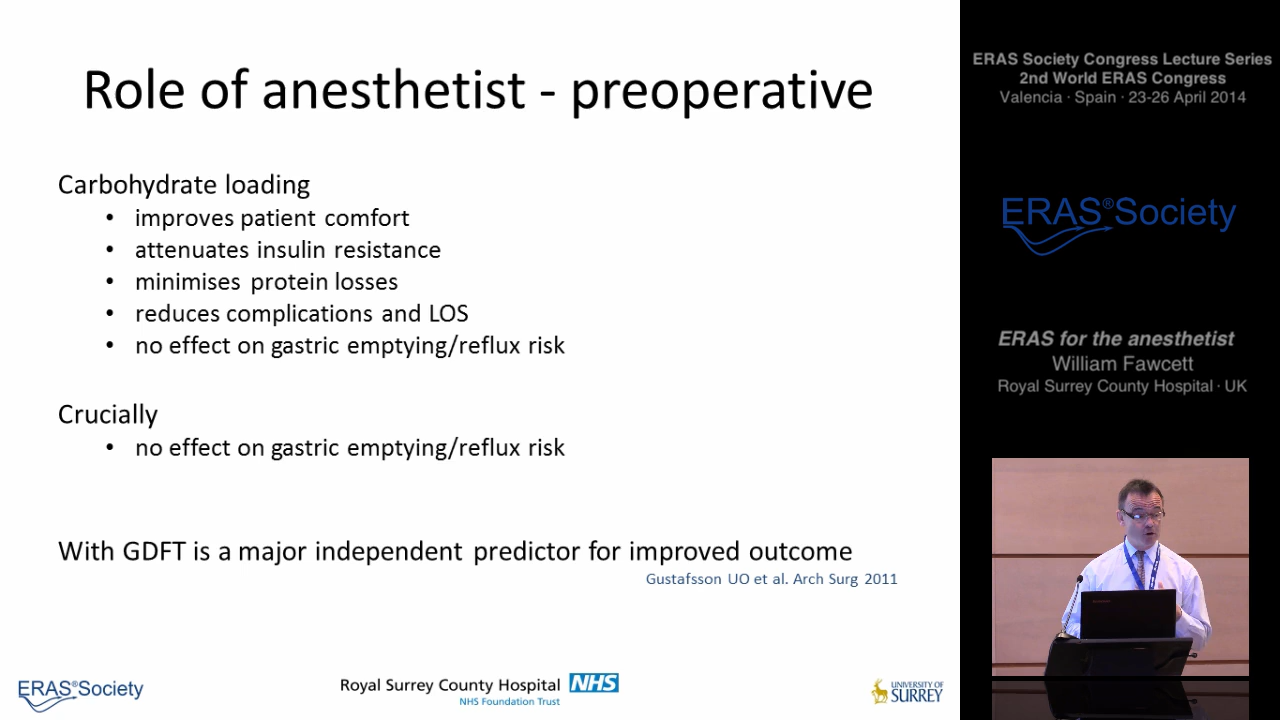 Role of anesthetist - preoperative
Carbohydrate loading
• improves patient comfort
• attenuates insulin resistance
• minimises protein losses
• reduces complications and LOS
• no effect on gastric emptying/reflux risk
Crucially
• no effect on gastric emptying/reflux risk
With GDFT is a major independent predictor for improved outcome
Gustafsson UO et al. Arch Surg 2011
ERAS®Society
Royal Surrey County Hospital NHS
NHS Foundation Trust
UNIVERSITY OF
SURREY
ERAS Society Congress Lecture Series
2nd World ERAS Congress
Valencia · Spain · 23-26 April 2014
ERAS®Society
ERAS for the anesthetist
William Fawcett
Royal Surrey County Hospital · UK